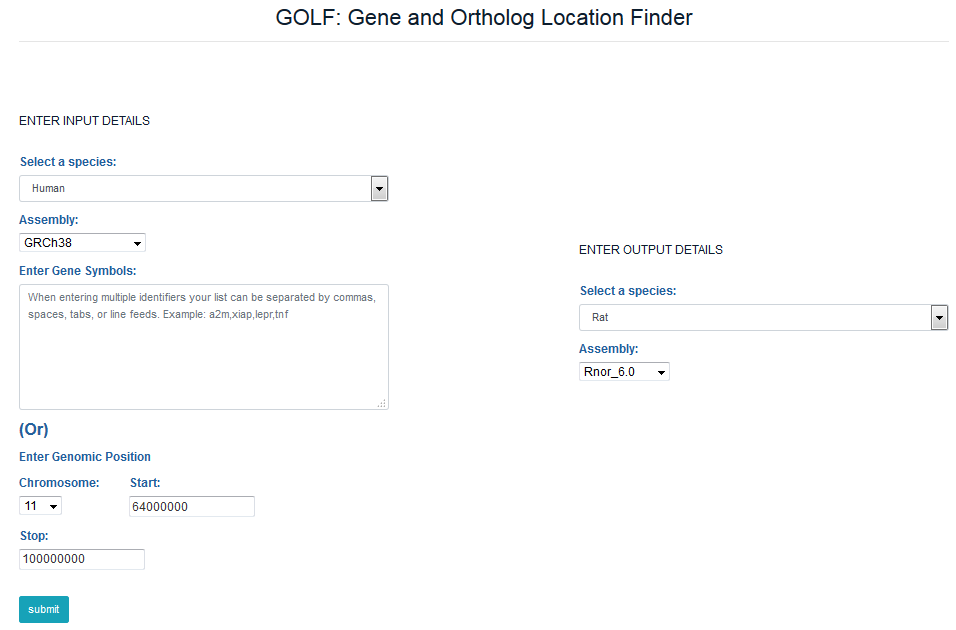 GOLF: Gene and Ortholog Location Finder
ENTER INPUT DETAILS
Select a species:
Human
Assembly:
GRCh38
Enter Gene Symbols:
When entering multiple identifiers your list can be separated by commas,
spaces, tabs, or line feeds. Example: a2m,xiap,lepr,tnf
(Or)
Enter Genomic Position
Chromosome: Start:
11 64000000
Stop:
100000000
submit
ENTER OUTPUT DETAILS
Select a species:
Rat
Assembly:
Rnor_6.0